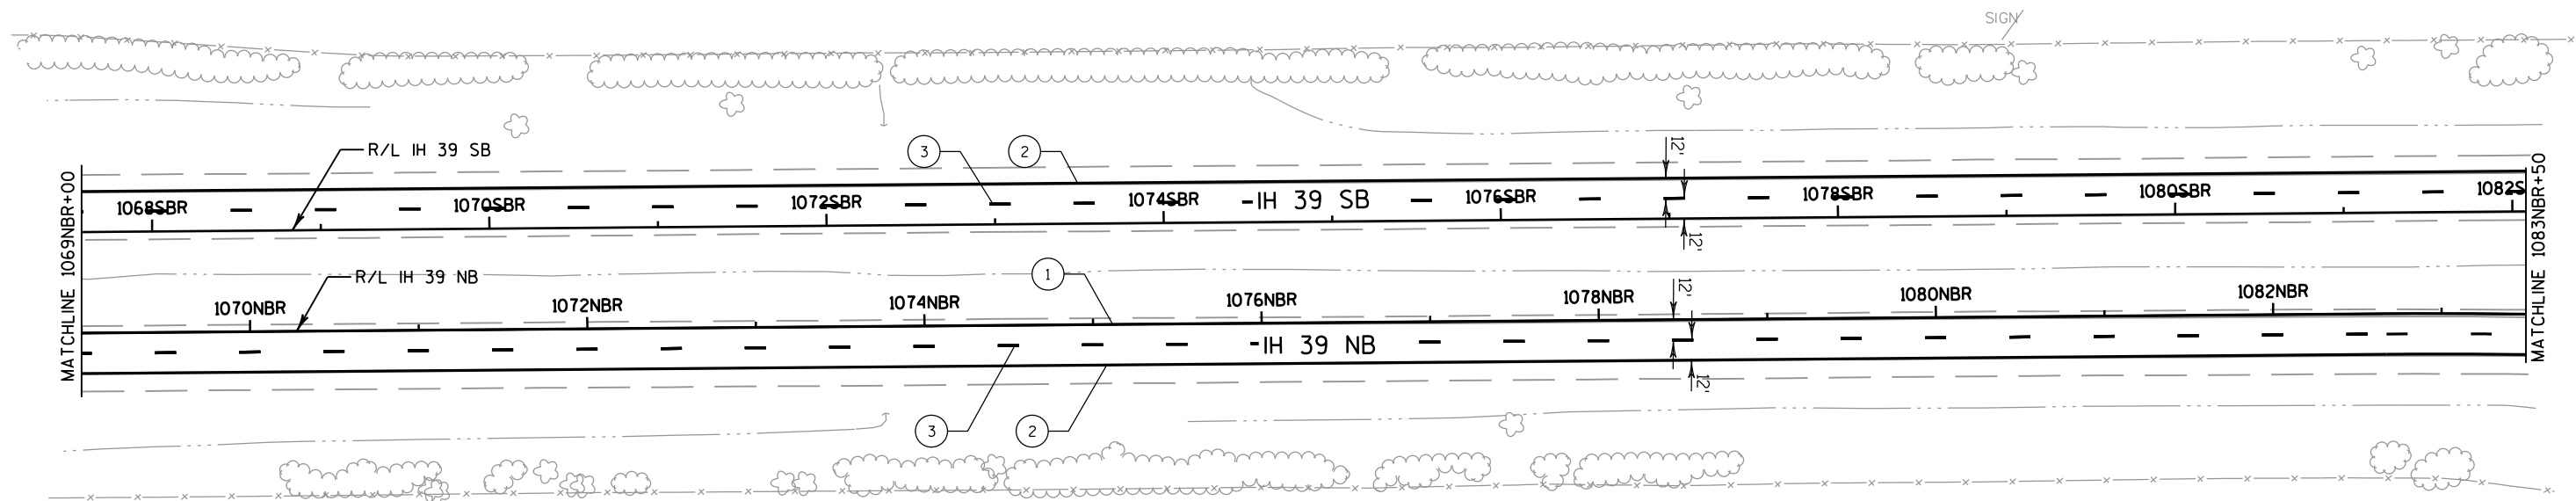 SIGN
R/L IH 39 SB
3
2
12'
1068SBR
1070SBR
1072SBR
1074SBR
IH 39 SB
1076SBR
1078SBR
1080SBR
1082S
12'
MATCHLINE 1069NBR+00
MATCHLINE 1083NBR+50
R/L IH 39 NB
1
12'
1070NBR
1072NBR
1074NBR
1076NBR
1078NBR
1080NBR
1082NBR
IH 39 NB
12'
3
2